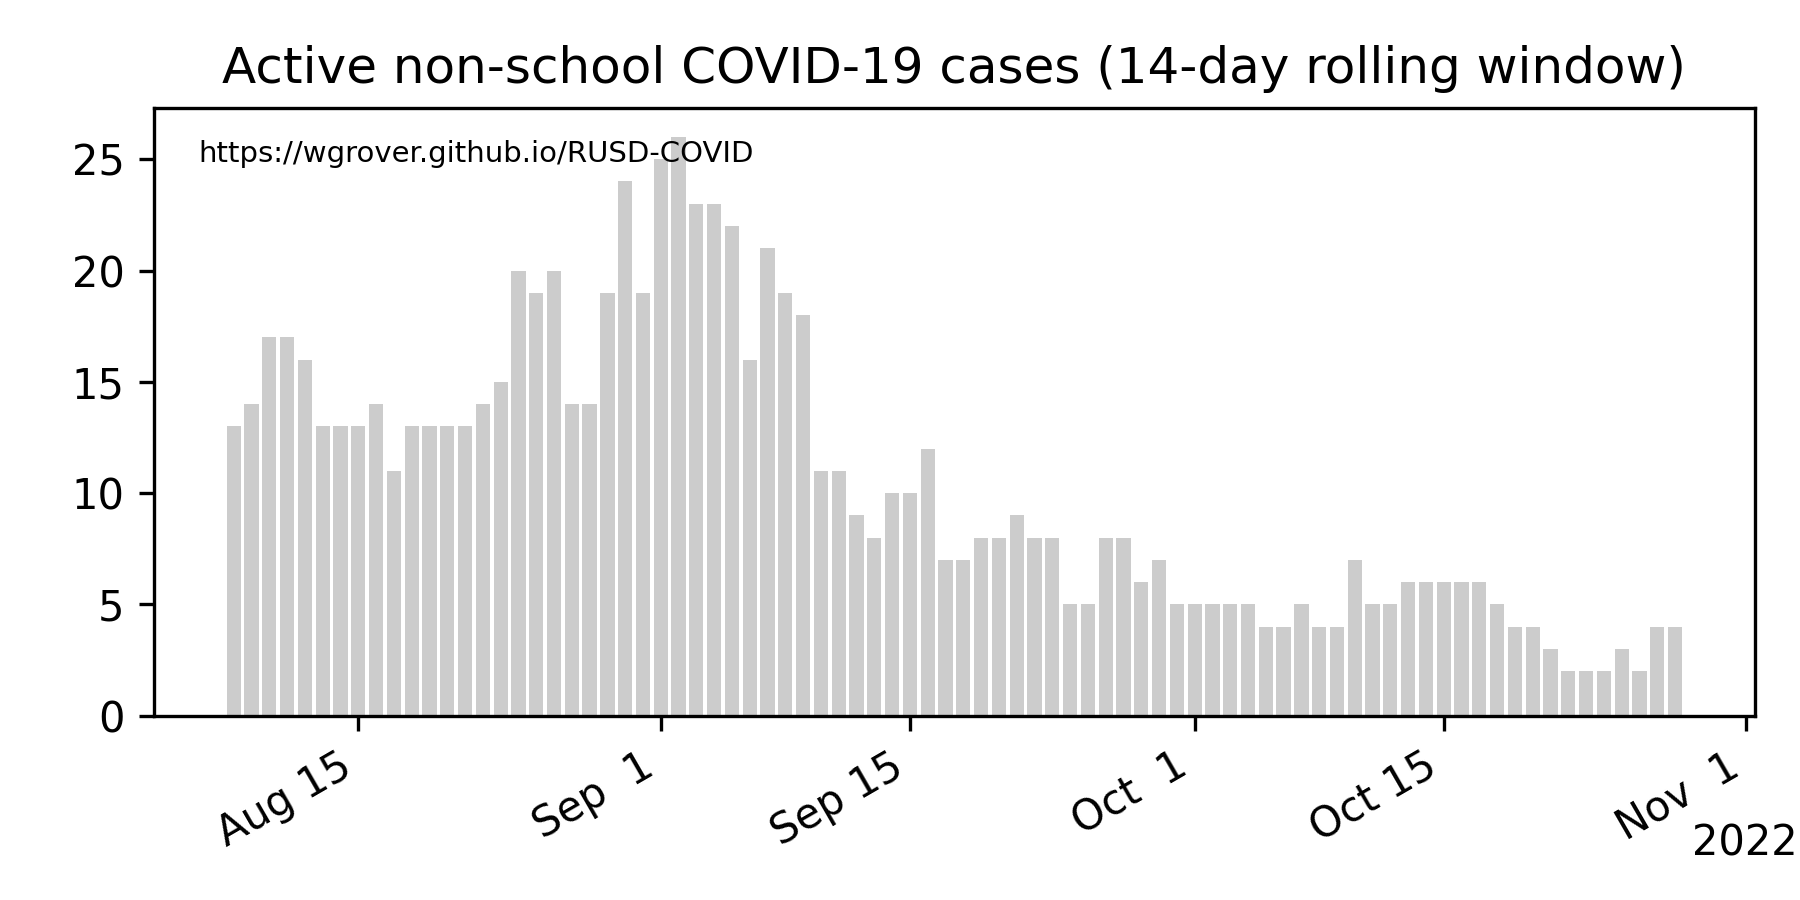 Active non-school COVID-19 cases (14-day rolling window)
https://wgrover.github.io/RUSD-COVID
25
20
15
10
5
0
Aug 15
Sep 1
Sep 15
Oct 1
Oct 15
Nov 1
2022